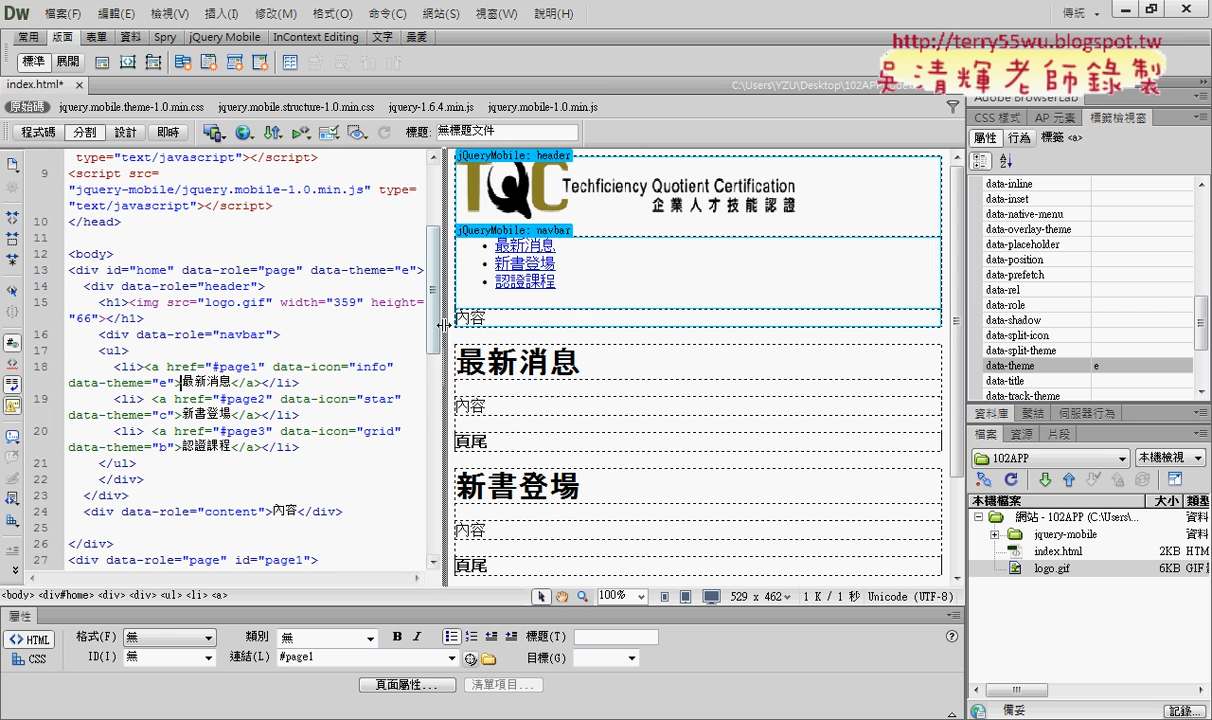 Dw 檔案(F) 編輯(E) 檢視(V) 插入(I) 修改(M) 格式(O) 命令(C) 網站(S) 視窗(W) 說明(H) 傳統
常用 版面 表單 資料 Spry jQuery Mobile InContext Editing 文字 我的最愛
http://terry55wu.blogspot.tw
吳清輝老師錄製
標準 展開
index.html* C:\Users\YZU\Desktop\102APP
Adobe BrowserLab
原始碼 jquery.mobile.theme-1.0.min.css jquery.mobile.structure-1.0.min.css jquery-1.6.4.min.js jquery.mobile-1.0.min.js
CSS 樣式 AP 元素 標籤檢視窗
程式碼 分割 設計 即時 標題: 無標題文件
屬性 行為 標籤 <a>
type="text/javascript"></script>
9 <script src=
"jquery-mobile/jquery.mobile-1.0.min.js" type=
"text/javascript"></script>
10 </head>
11
12 <body>
13 <div id="home" data-role="page" data-theme="e">
14 <div data-role="header">
15 <h1><img src="logo.gif" width="359" height=
"66"></h1>
16 <div data-role="navbar">
17 <ul>
18 <li><a href="#page1" data-icon="info"
data-theme="e">最新消息</a></li>
19 <li> <a href="#page2" data-icon="star"
data-theme="c">新書登場</a></li>
20 <li> <a href="#page3" data-icon="grid"
data-theme="b">認證課程</a></li>
21 </ul>
22 </div>
23 </div>
24 <div data-role="content">內容</div>
25
26 </div>
27 <div data-role="page" id="page1">
jQueryMobile: header
TQC Techficiency Quotient Certification
企業人才技能認證
jQueryMobile: navbar
最新消息
新書登場
認證課程
內容
最新消息
內容
頁尾
新書登場
內容
頁尾
data-inline
data-inset
data-native-menu
data-overlay-theme
data-placeholder
data-position
data-prefetch
data-rel
data-role
data-shadow
data-split-icon
data-split-theme
data-theme e
data-title
data-track-theme
資料庫 繫結 伺服器行為
檔案 資源 片段
102APP 本機檢視
本機檔案 大小 類型
網站 - 102APP (C:\Users\... 資料
jquery-mobile 資料
index.html 2KB HTM
logo.gif 6KB GIF
<body> <div#home> <div> <div> <ul> <li> <a> 100% 529 x 462 1 K / 1 秒 Unicode (UTF-8)
屬性
<> HTML 格式(F) 無 類別 無 B I 標題(T)
CSS ID(I) 無 連結(L) #page1 目標(G)
頁面屬性... 清單項目...
備妥 記錄...